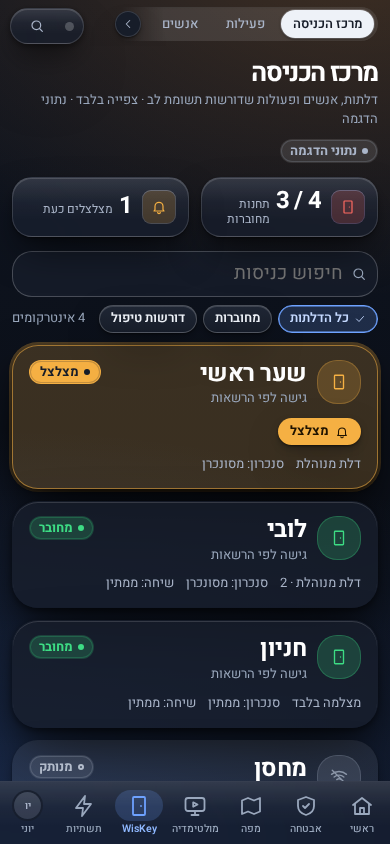 מרכז הכניסה
פעילות
אנשים
מרכז הכניסה
דלתות, אנשים ופעולות שדורשות תשומת לב · צפייה בלבד · נתוני
הדגמה
נתוני הדגמה
3 / 4
תחנות
מחוברות
1
מצלצלים כעת
חיפוש כניסות
כל הדלתות
מחוברות
דורשות טיפול
4 אינטרקומים
שער ראשי
מצלצל
גישה לפי הרשאות
מצלצל
דלת מנוהלת סנכרון: מסונכרן
לובי
מחובר
גישה לפי הרשאות
דלת מנוהלת · 2 סנכרון: מסונכרן שיחה: ממתין
חניון
מחובר
גישה לפי הרשאות
מצלמה בלבד סנכרון: ממתין שיחה: ממתין
מחסן
מנותק
ראשי
אבטחה
מפה
מולטימדיה
WisKey
תשתיות
יו
יוני